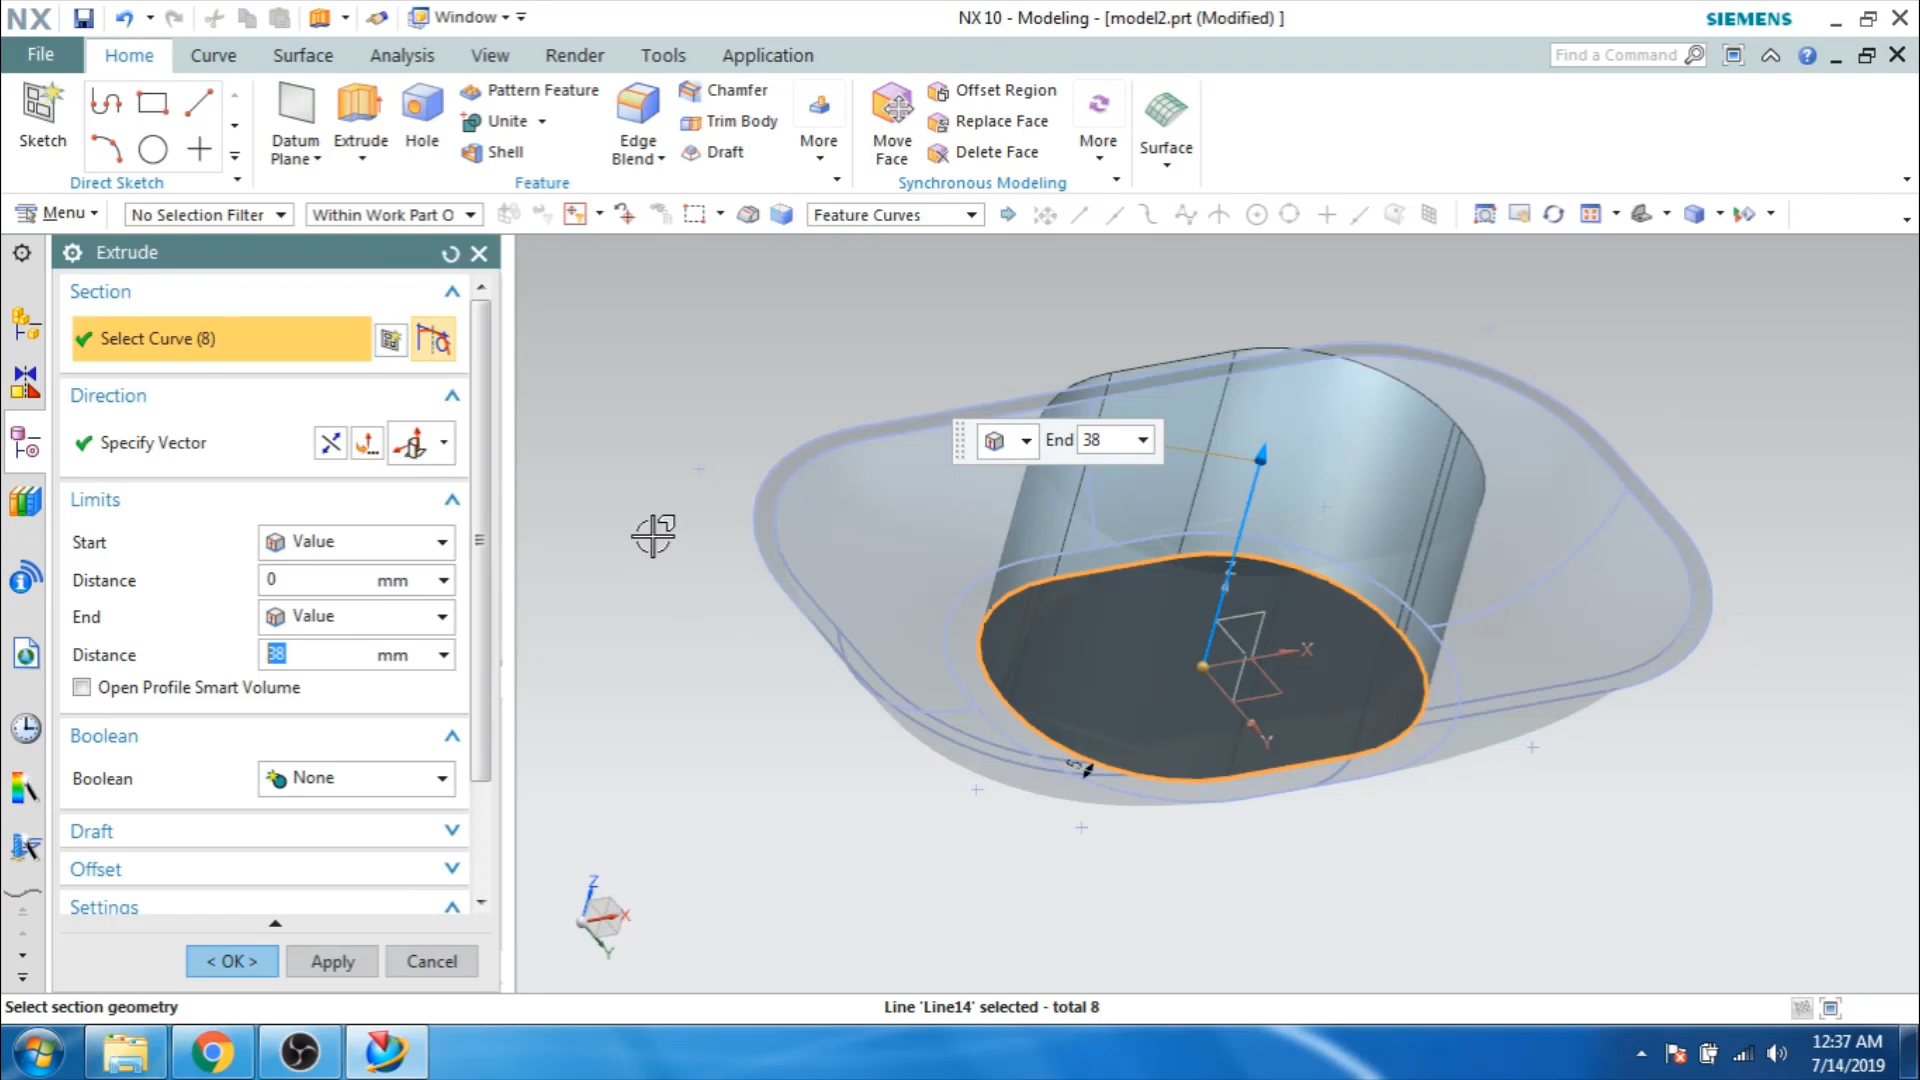 NX
Window
NX 10 - Modeling - [model2.prt (Modified) ]
SIEMENS
File
Home
Curve
Surface
Analysis
View
Render
Tools
Application
Find a Command
Sketch
Direct Sketch
Datum
Plane
Extrude
Hole
Pattern Feature
Unite
Shell
Edge
Blend
Chamfer
Trim Body
Draft
More
Feature
Move
Face
Offset Region
Replace Face
Delete Face
More
Synchronous Modeling
Surface
Menu
No Selection Filter
Within Work Part O
Feature Curves
Extrude
Section
Select Curve (8)
Direction
Specify Vector
Limits
Start
Value
Distance
0 mm
End
Value
Distance
38 mm
Open Profile Smart Volume
Boolean
Boolean
None
Draft
Offset
Settings
< OK >
Apply
Cancel
End 38
Z
X
Y
5
Z
X
Y
Select section geometry
Line 'Line14' selected - total 8
12:37 AM
7/14/2019